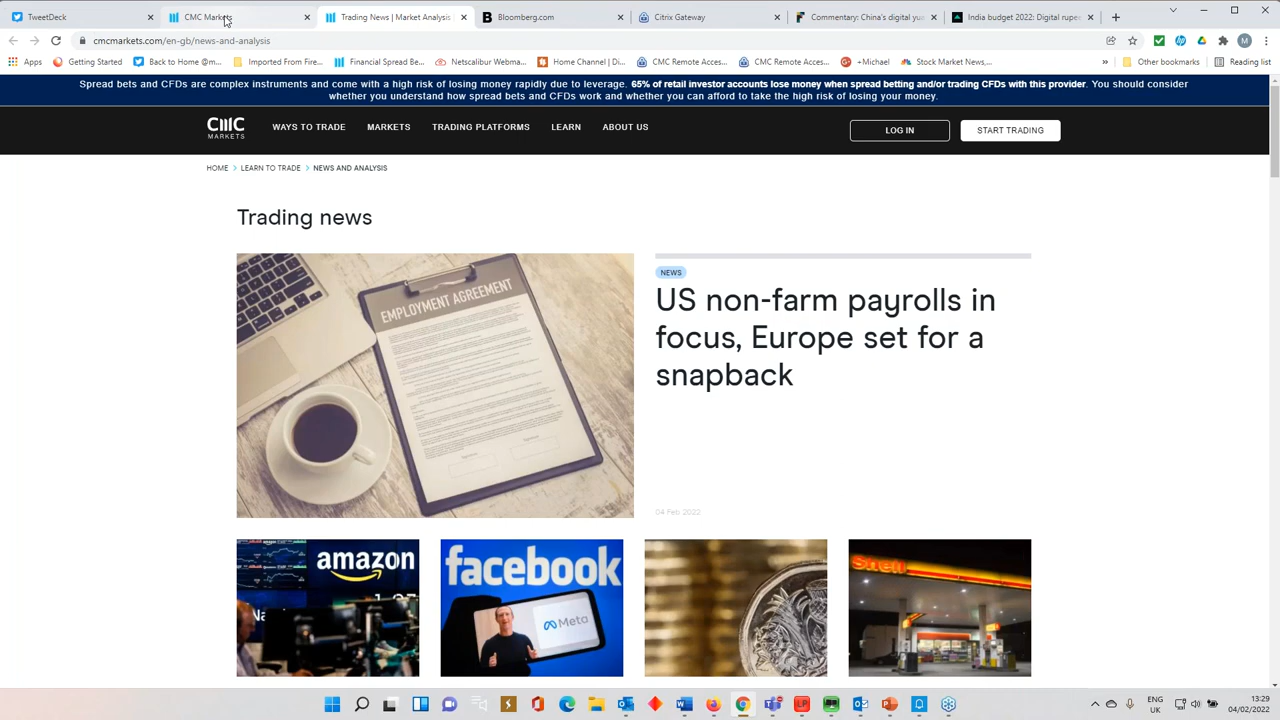 TweetDeck
CMC Markets
Trading News | Market Analysis
Bloomberg.com
Citrix Gateway
Commentary: China's digital yua
India budget 2022: Digital rupee
cmcmarkets.com/en-gb/news-and-analysis
M
Apps
Getting Started
Back to Home @m...
Imported From Fire...
Financial Spread Be...
Netscalibur Webma...
Home Channel | Di...
CMC Remote Acces...
CMC Remote Acces...
+Michael
Stock Market News,...
»
Other bookmarks
Reading list
Spread bets and CFDs are complex instruments and come with a high risk of losing money rapidly due to leverage. 65% of retail investor accounts lose money when spread betting and/or trading CFDs with this provider. You should consider
whether you understand how spread bets and CFDs work and whether you can afford to take the high risk of losing your money.
CMC
MARKETS
WAYS TO TRADE
MARKETS
TRADING PLATFORMS
LEARN
ABOUT US
LOG IN
START TRADING
HOME > LEARN TO TRADE > NEWS AND ANALYSIS
Trading news
EMPLOYMENT AGREEMENT
NEWS
US non-farm payrolls in
focus, Europe set for a
snapback
04 Feb 2022
amazon
facebook
Meta
Shell
ENG
UK
13:29
04/02/2022